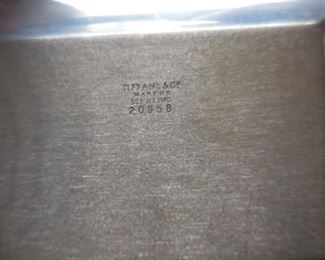 TIFFANY & CO.
MAKERS
STERLING
20958